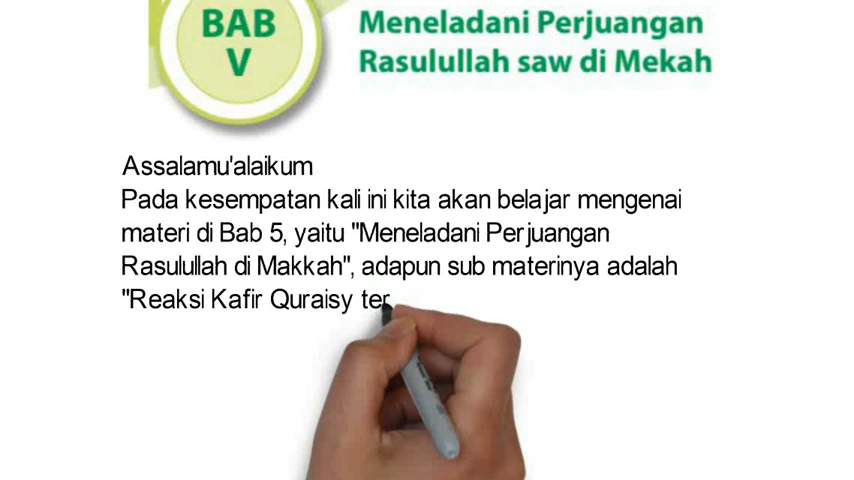 BAB
V
Meneladani Perjuangan
Rasulullah saw di Mekah
Assalamu'alaikum
Pada kesempatan kali ini kita akan belajar mengenai
materi di Bab 5, yaitu "Meneladani Perjuangan
Rasulullah di Makkah", adapun sub materinya adalah
"Reaksi Kafir Quraisy ter